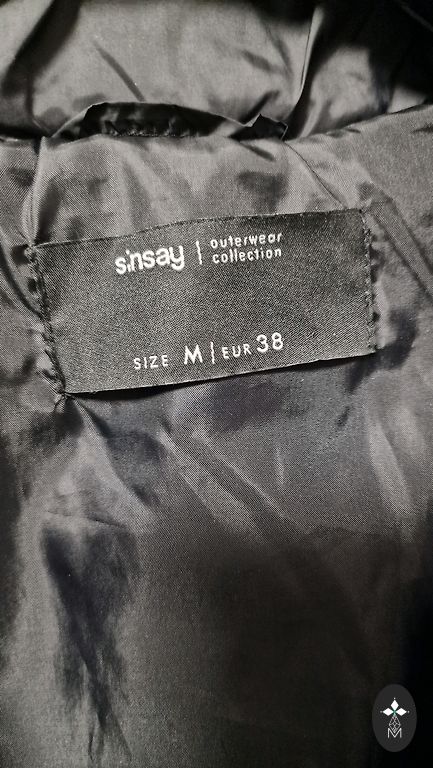 sinsay | outerwear
collection
SIZE M | EUR 38
M